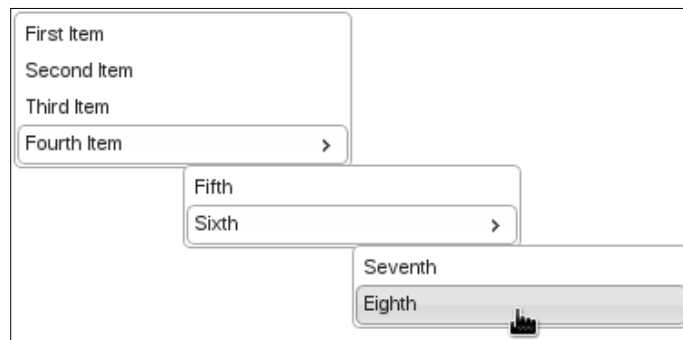 First Item
Second Item
Third Item
Fourth Item
Fifth
Sixth
Seventh
Eighth